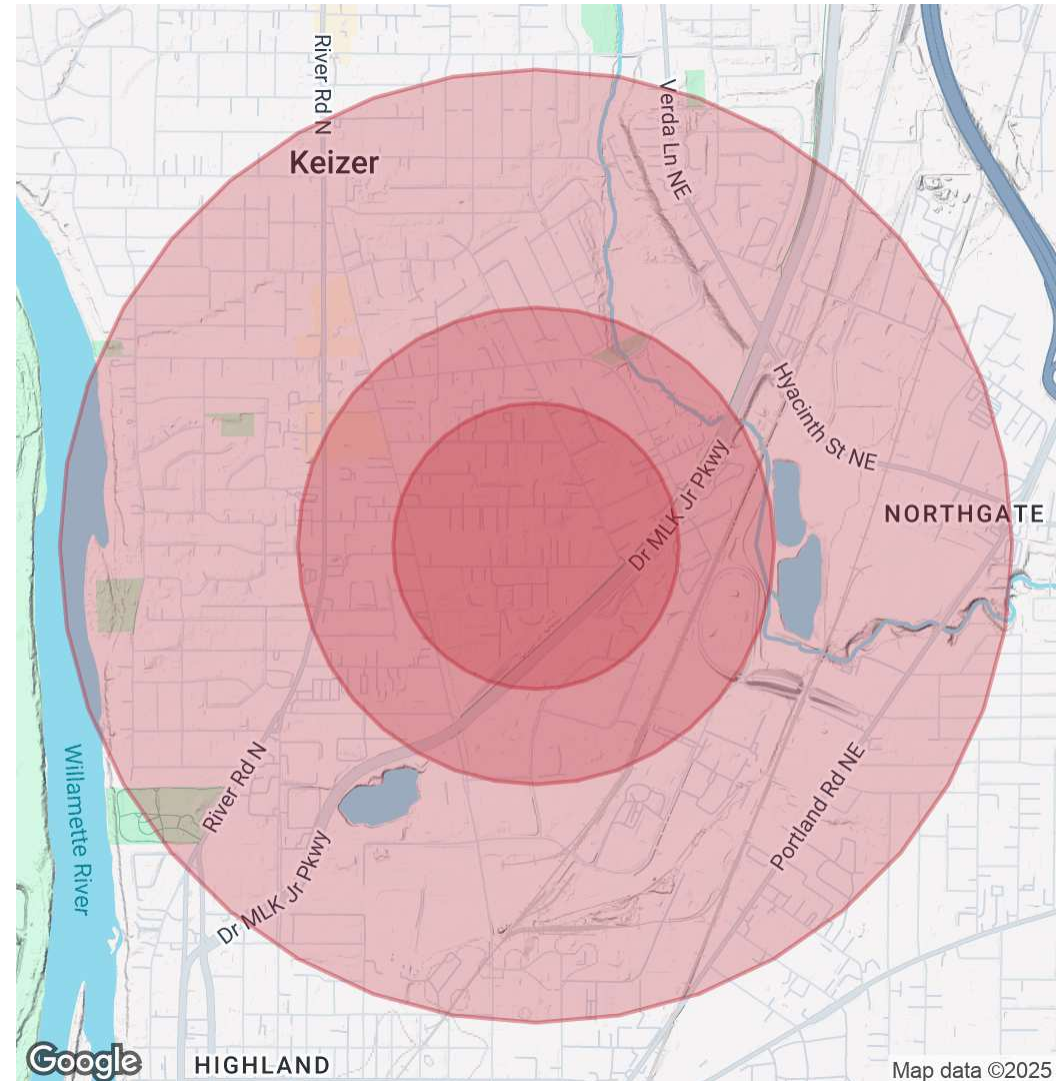 River Rd N
Verda Ln NE
Keizer
Hyacinth St NE
Dr MLK Jr Pkwy
NORTHGATE
Willamette River
River Rd N
Portland Rd NE
Dr MLK Jr Pkwy
HIGHLAND
Google
Map data ©2025